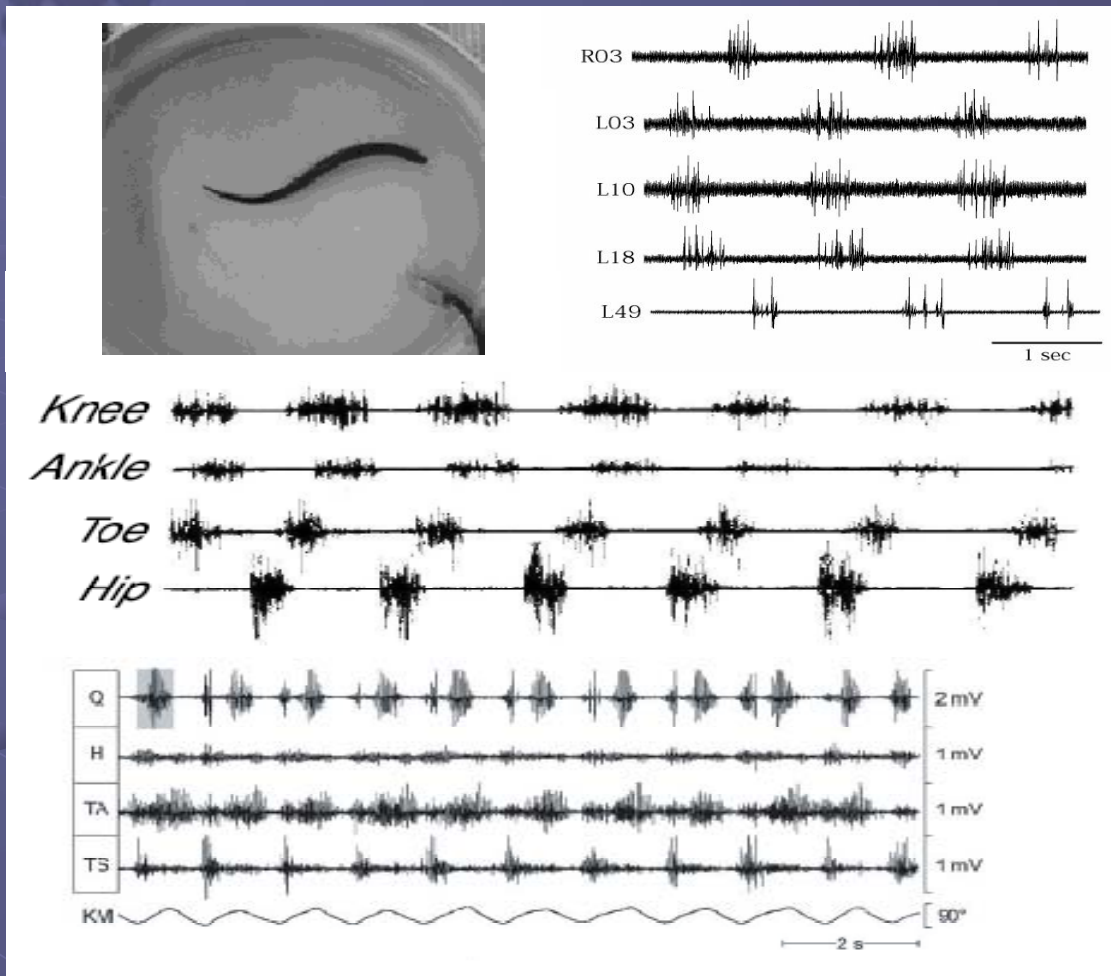 R03
L03
L10
L18
L49
1 sec
Knee
Ankle
Toe
Hip
Q
2 mV
H
1 mV
TA
1 mV
TS
1 mV
KM
90°
2 s